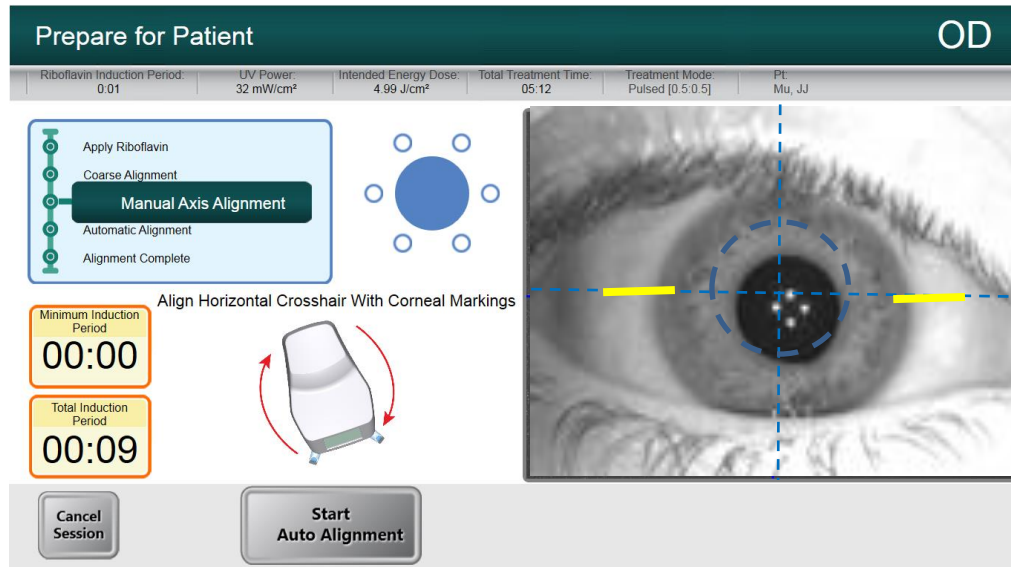 Prepare for Patient
OD
Riboflavin Induction Period:
0:01
UV Power:
32 mW/cm²
Intended Energy Dose:
4.99 J/cm²
Total Treatment Time:
05:12
Treatment Mode:
Pulsed [0.5:0.5]
Pt:
Mu, JJ
Apply Riboflavin
Coarse Alignment
Manual Axis Alignment
Automatic Alignment
Alignment Complete
Align Horizontal Crosshair With Corneal Markings
Minimum Induction
Period
00:00
Total Induction
Period
00:09
Cancel
Session
Start
Auto Alignment